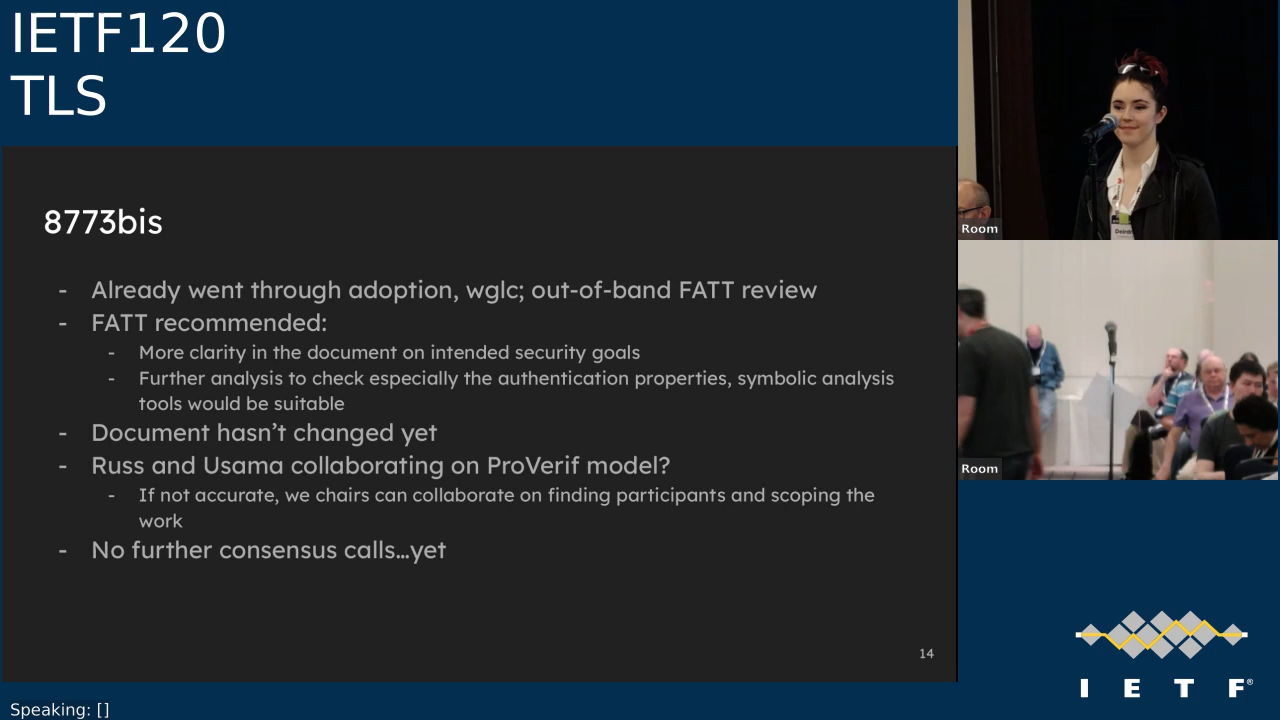 IETF120
TLS
8773bis
- Already went through adoption, wglc; out-of-band FATT review
- FATT recommended:
- More clarity in the document on intended security goals
- Further analysis to check especially the authentication properties, symbolic analysis
tools would be suitable
- Document hasn’t changed yet
- Russ and Usama collaborating on ProVerif model?
- If not accurate, we chairs can collaborate on finding participants and scoping the
work
- No further consensus calls…yet
14
Room
Deirdre
Room
I E T F®
Speaking: []